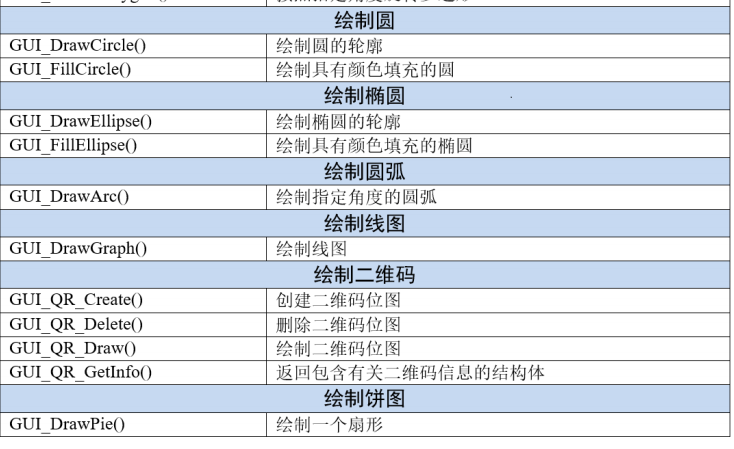 绘制圆
GUI_DrawCircle() 绘制圆的轮廓
GUI_FillCircle() 绘制具有颜色填充的圆
绘制椭圆
GUI_DrawEllipse() 绘制椭圆的轮廓
GUI_FillEllipse() 绘制具有颜色填充的椭圆
绘制圆弧
GUI_DrawArc() 绘制指定角度的圆弧
绘制线图
GUI_DrawGraph() 绘制线图
绘制二维码
GUI_QR_Create() 创建二维码位图
GUI_QR_Delete() 删除二维码位图
GUI_QR_Draw() 绘制二维码位图
GUI_QR_GetInfo() 返回包含有关二维码信息的结构体
绘制饼图
GUI_DrawPie() 绘制一个扇形